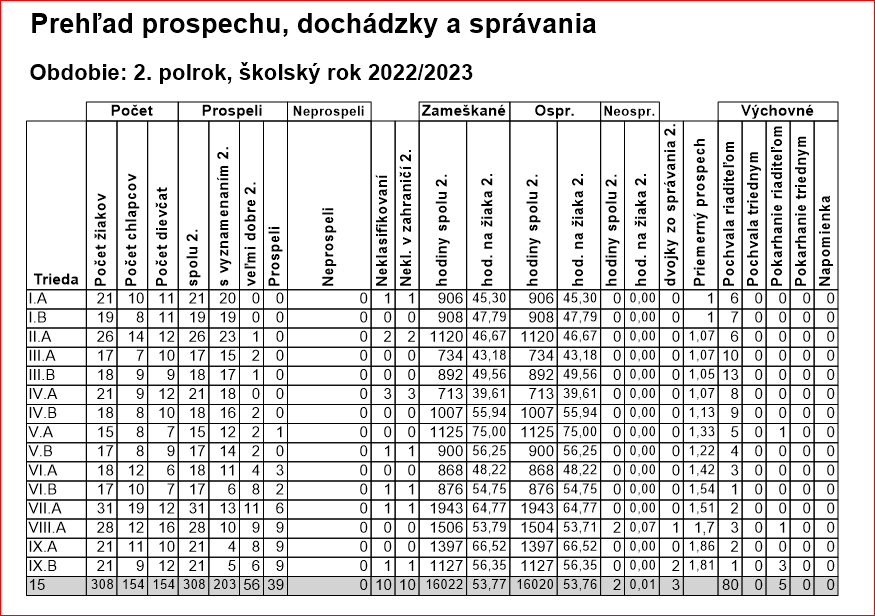 Prehľad prospechu, dochádzky a správania
Obdobie: 2. polrok, školský rok 2022/2023
Počet Prospeli Neprospeli Zameškané Ospr. Neospr. Výchovné
Trieda Počet žiakov Počet chlapcov Počet dievčat spolu 2. s vyznamenaním 2. veľmi dobre 2. Prospeli Neprospeli Neklasifikovaní Nekl. v zahraničí 2. hodiny spolu 2. hod. na žiaka 2. hodiny spolu 2. hod. na žiaka 2. hodiny spolu 2. hod. na žiaka 2. dvojky zo správania 2. Priemerný prospech Pochvala riaditeľom Pochvala triednym Pokarhanie riaditeľom Pokarhanie triednym Napomienka
I.A 21 10 11 21 20 0 0 0 1 1 906 45,30 906 45,30 0 0,00 0 1 6 0 0 0 0
I.B 19 8 11 19 19 0 0 0 0 0 908 47,79 908 47,79 0 0,00 0 1 7 0 0 0 0
II.A 26 14 12 26 23 1 0 0 2 2 1120 46,67 1120 46,67 0 0,00 0 1,07 6 0 0 0 0
III.A 17 7 10 17 15 2 0 0 0 0 734 43,18 734 43,18 0 0,00 0 1,07 10 0 0 0 0
III.B 18 9 9 18 17 1 0 0 0 0 892 49,56 892 49,56 0 0,00 0 1,05 13 0 0 0 0
IV.A 21 9 12 21 18 0 0 0 3 3 713 39,61 713 39,61 0 0,00 0 1,07 8 0 0 0 0
IV.B 18 8 10 18 16 2 0 0 0 0 1007 55,94 1007 55,94 0 0,00 0 1,13 9 0 0 0 0
V.A 15 8 7 15 12 2 1 0 0 0 1125 75,00 1125 75,00 0 0,00 0 1,33 5 0 1 0 0
V.B 17 8 9 17 14 2 0 0 1 1 900 56,25 900 56,25 0 0,00 0 1,22 4 0 0 0 0
VI.A 18 12 6 18 11 4 3 0 0 0 868 48,22 868 48,22 0 0,00 0 1,42 3 0 0 0 0
VI.B 17 10 7 17 6 8 2 0 1 1 876 54,75 876 54,75 0 0,00 0 1,54 1 0 0 0 0
VII.A 31 19 12 31 13 11 6 0 1 1 1943 64,77 1943 64,77 0 0,00 0 1,51 2 0 0 0 0
VIII.A 28 12 16 28 10 9 9 0 0 0 1506 53,79 1504 53,71 2 0,07 1 1,7 3 0 1 0 0
IX.A 21 11 10 21 4 8 9 0 0 0 1397 66,52 1397 66,52 0 0,00 0 1,86 2 0 0 0 0
IX.B 21 9 12 21 5 6 9 0 1 1 1127 56,35 1127 56,35 0 0,00 2 1,81 1 0 3 0 0
15 308 154 154 308 203 56 39 0 10 10 16022 53,77 16020 53,76 2 0,01 3 80 0 5 0 0